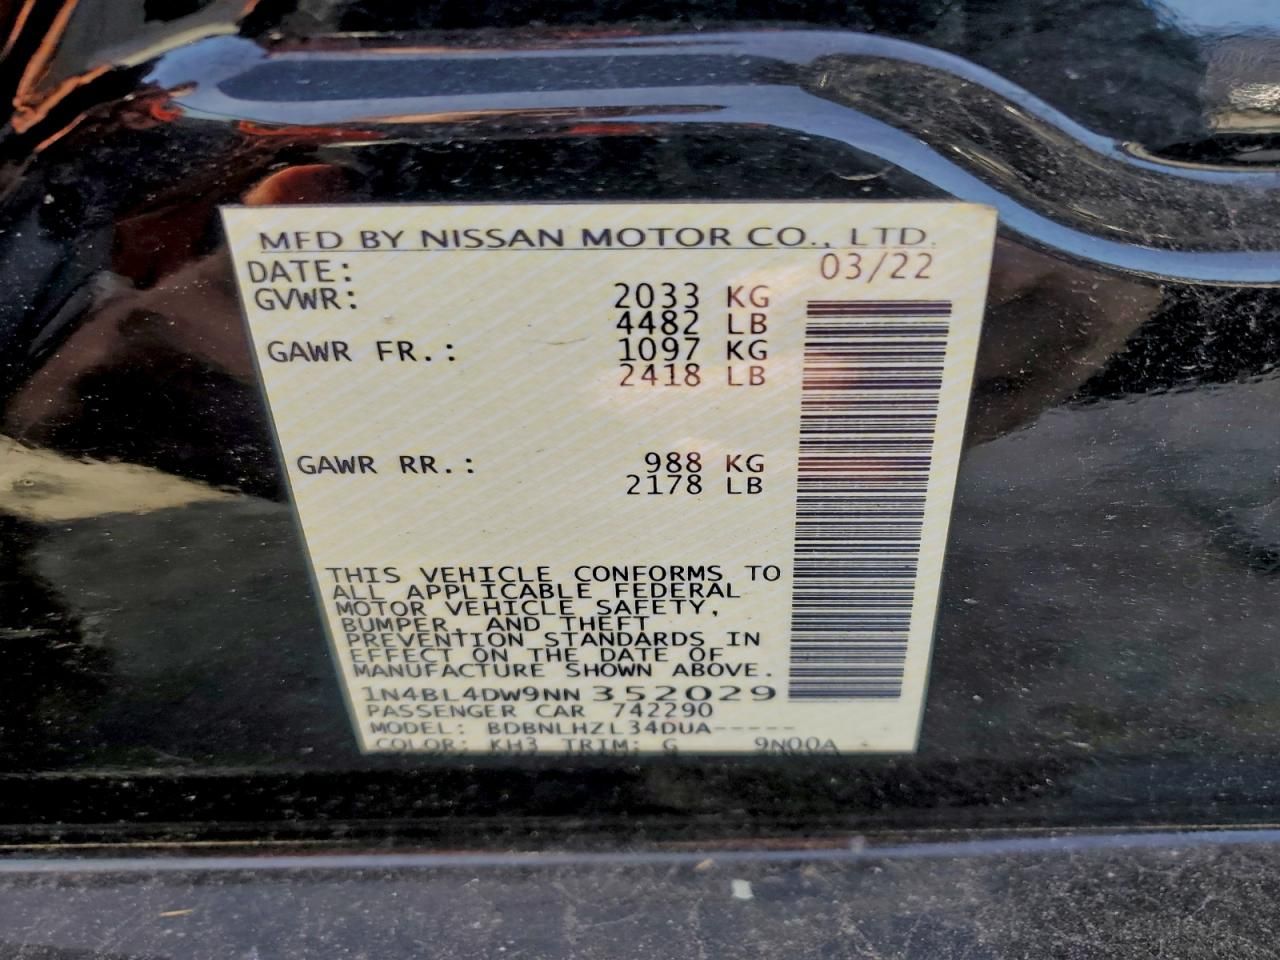 MFD BY NISSAN MOTOR CO., LTD.
DATE: 03/22
GVWR: 2033 KG
4482 LB
GAWR FR.: 1097 KG
2418 LB
GAWR RR.: 988 KG
2178 LB
THIS VEHICLE CONFORMS TO
ALL APPLICABLE FEDERAL
MOTOR VEHICLE SAFETY,
BUMPER, AND THEFT
PREVENTION STANDARDS IN
EFFECT ON THE DATE OF
MANUFACTURE SHOWN ABOVE.
1N4BL4DW9NN352029
PASSENGER CAR 742290
MODEL: BDBNLHZL34DUA-----
COLOR: KH3 TRIM: G 9N00A